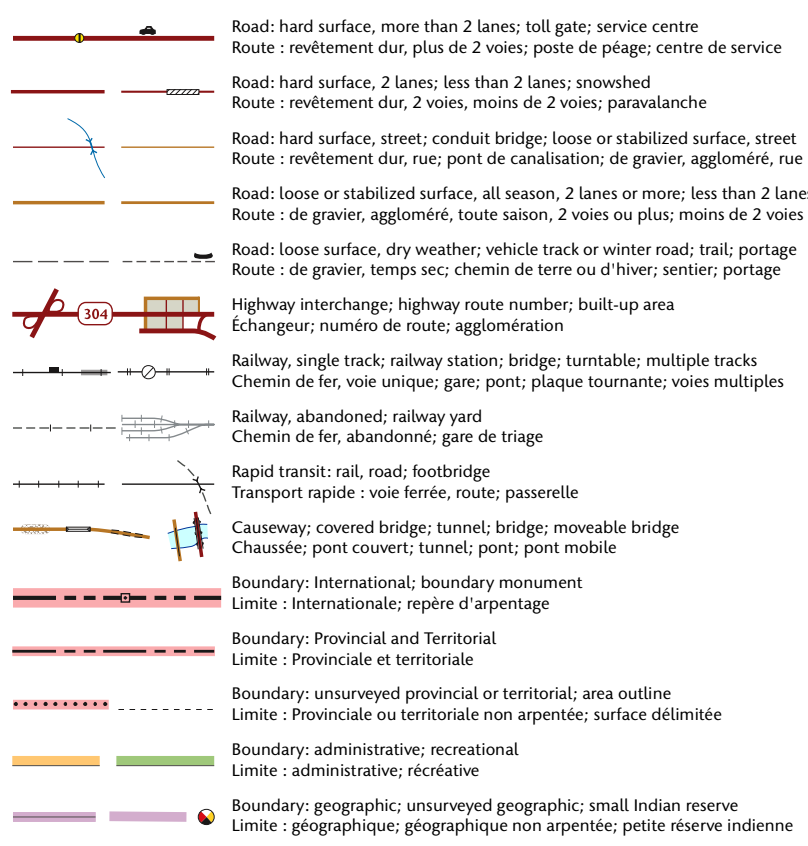 Road: hard surface, more than 2 lanes; toll gate; service centre
Route : revêtement dur, plus de 2 voies; poste de péage; centre de service
Road: hard surface, 2 lanes; less than 2 lanes; snowshed
Route : revêtement dur, 2 voies, moins de 2 voies; paravalanche
Road: hard surface, street; conduit bridge; loose or stabilized surface, street
Route : revêtement dur, rue; pont de canalisation; de gravier, aggloméré, rue
Road: loose or stabilized surface, all season, 2 lanes or more; less than 2 lanes
Route : de gravier, aggloméré, toute saison, 2 voies ou plus; moins de 2 voies
Road: loose surface, dry weather; vehicle track or winter road; trail; portage
Route : de gravier, temps sec; chemin de terre ou d'hiver; sentier; portage
304
Highway interchange; highway route number; built-up area
Échangeur; numéro de route; agglomération
Railway, single track; railway station; bridge; turntable; multiple tracks
Chemin de fer, voie unique; gare; pont; plaque tournante; voies multiples
Railway, abandoned; railway yard
Chemin de fer, abandonné; gare de triage
Rapid transit: rail, road; footbridge
Transport rapide : voie ferrée, route; passerelle
Causeway; covered bridge; tunnel; bridge; moveable bridge
Chaussée; pont couvert; tunnel; pont; pont mobile
Boundary: International; boundary monument
Limite : Internationale; repère d'arpentage
Boundary: Provincial and Territorial
Limite : Provinciale et territoriale
Boundary: unsurveyed provincial or territorial; area outline
Limite : Provinciale ou territoriale non arpentée; surface délimitée
Boundary: administrative; recreational
Limite : administrative; récréative
Boundary: geographic; unsurveyed geographic; small Indian reserve
Limite : géographique; géographique non arpentée; petite réserve indienne